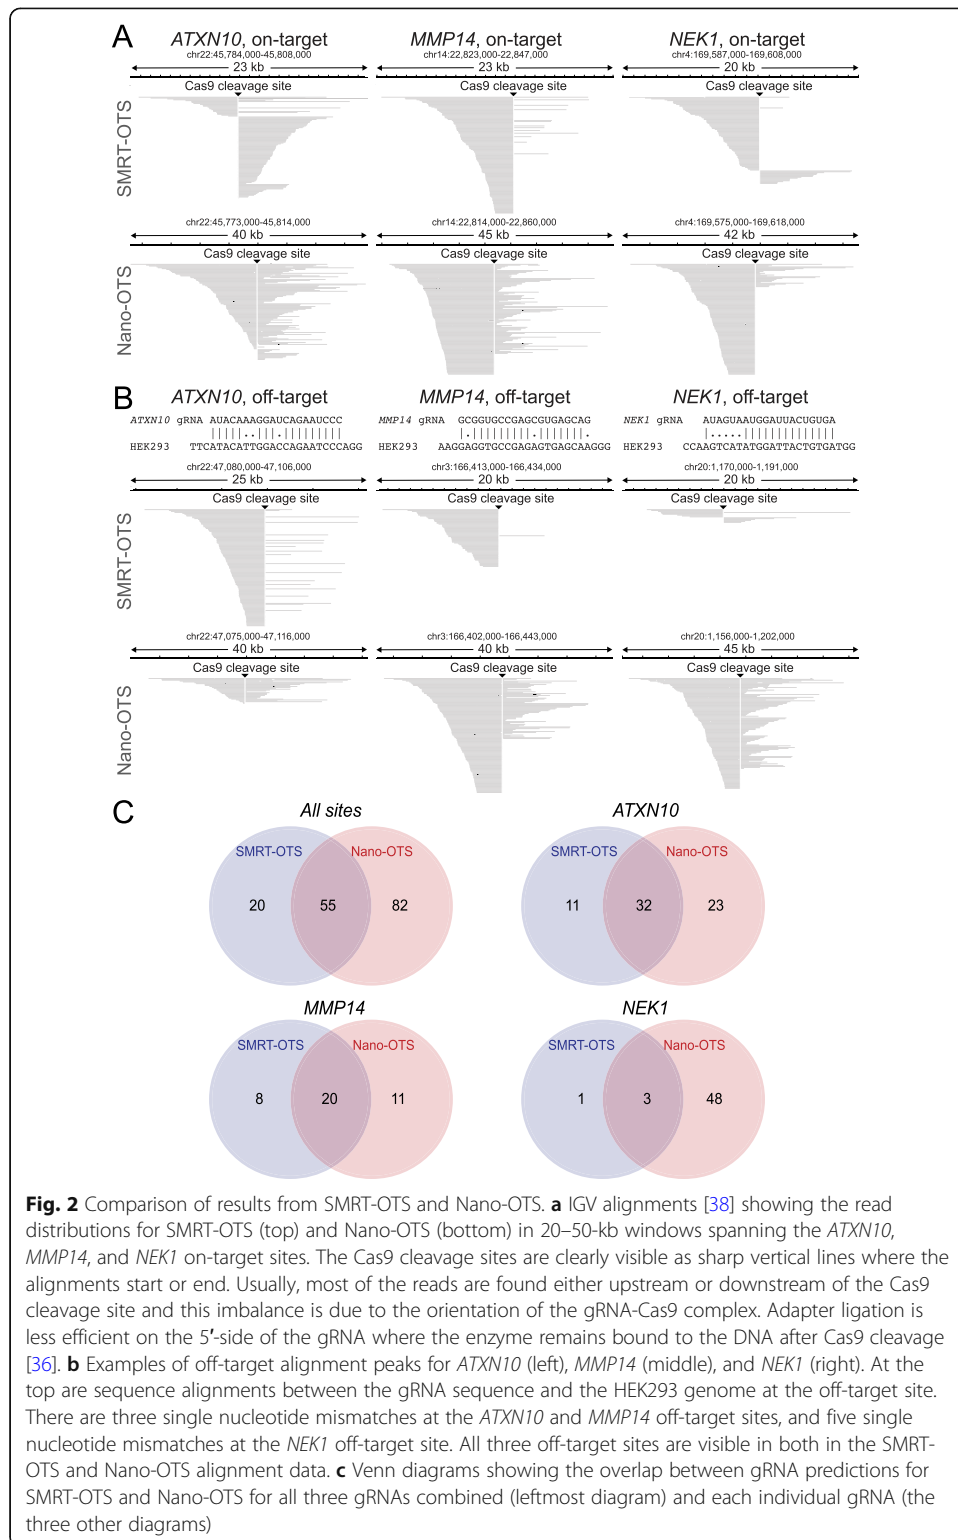 A
ATXN10, on-target
MMP14, on-target
NEK1, on-target
chr22:45,784,000-45,808,000
chr14:22,823,000-22,847,000
chr4:169,587,000-169,608,000
23 kb
23 kb
20 kb
Cas9 cleavage site
Cas9 cleavage site
Cas9 cleavage site
SMRT-OTS
chr22:45,773,000-45,814,000
chr14:22,814,000-22,860,000
chr4:169,575,000-169,618,000
40 kb
45 kb
42 kb
Cas9 cleavage site
Cas9 cleavage site
Cas9 cleavage site
Nano-OTS
B
ATXN10, off-target
MMP14, off-target
NEK1, off-target
ATXN10 gRNA AUACAAAGGAUCAGAAUCCC
MMP14 gRNA GCGGUGCCGAGCGUGAGCAG
NEK1 gRNA AUAGUAAUGGAUUACUGUGA
HEK293 TTCATACATTGGACCAGAATCCCAGG
HEK293 AAGGAGGTGCCGAGAGTGAGCAAGGG
HEK293 CCAAGTCATATGGATTACTGTGATGG
chr22:47,080,000-47,106,000
chr3:166,413,000-166,434,000
chr20:1,170,000-1,191,000
25 kb
20 kb
20 kb
Cas9 cleavage site
Cas9 cleavage site
Cas9 cleavage site
SMRT-OTS
chr22:47,075,000-47,116,000
chr3:166,402,000-166,443,000
chr20:1,156,000-1,202,000
40 kb
40 kb
45 kb
Cas9 cleavage site
Cas9 cleavage site
Cas9 cleavage site
Nano-OTS
C
All sites
ATXN10
SMRT-OTS
Nano-OTS
SMRT-OTS
Nano-OTS
20
55
82
11
32
23
MMP14
NEK1
SMRT-OTS
Nano-OTS
SMRT-OTS
Nano-OTS
8
20
11
1
3
48
Fig. 2 Comparison of results from SMRT-OTS and Nano-OTS. a IGV alignments [38] showing the read
distributions for SMRT-OTS (top) and Nano-OTS (bottom) in 20–50-kb windows spanning the ATXN10,
MMP14, and NEK1 on-target sites. The Cas9 cleavage sites are clearly visible as sharp vertical lines where the
alignments start or end. Usually, most of the reads are found either upstream or downstream of the Cas9
cleavage site and this imbalance is due to the orientation of the gRNA-Cas9 complex. Adapter ligation is
less efficient on the 5′-side of the gRNA where the enzyme remains bound to the DNA after Cas9 cleavage
[36]. b Examples of off-target alignment peaks for ATXN10 (left), MMP14 (middle), and NEK1 (right). At the
top are sequence alignments between the gRNA sequence and the HEK293 genome at the off-target site.
There are three single nucleotide mismatches at the ATXN10 and MMP14 off-target sites, and five single
nucleotide mismatches at the NEK1 off-target site. All three off-target sites are visible in both in the SMRT-
OTS and Nano-OTS alignment data. c Venn diagrams showing the overlap between gRNA predictions for
SMRT-OTS and Nano-OTS for all three gRNAs combined (leftmost diagram) and each individual gRNA (the
three other diagrams)